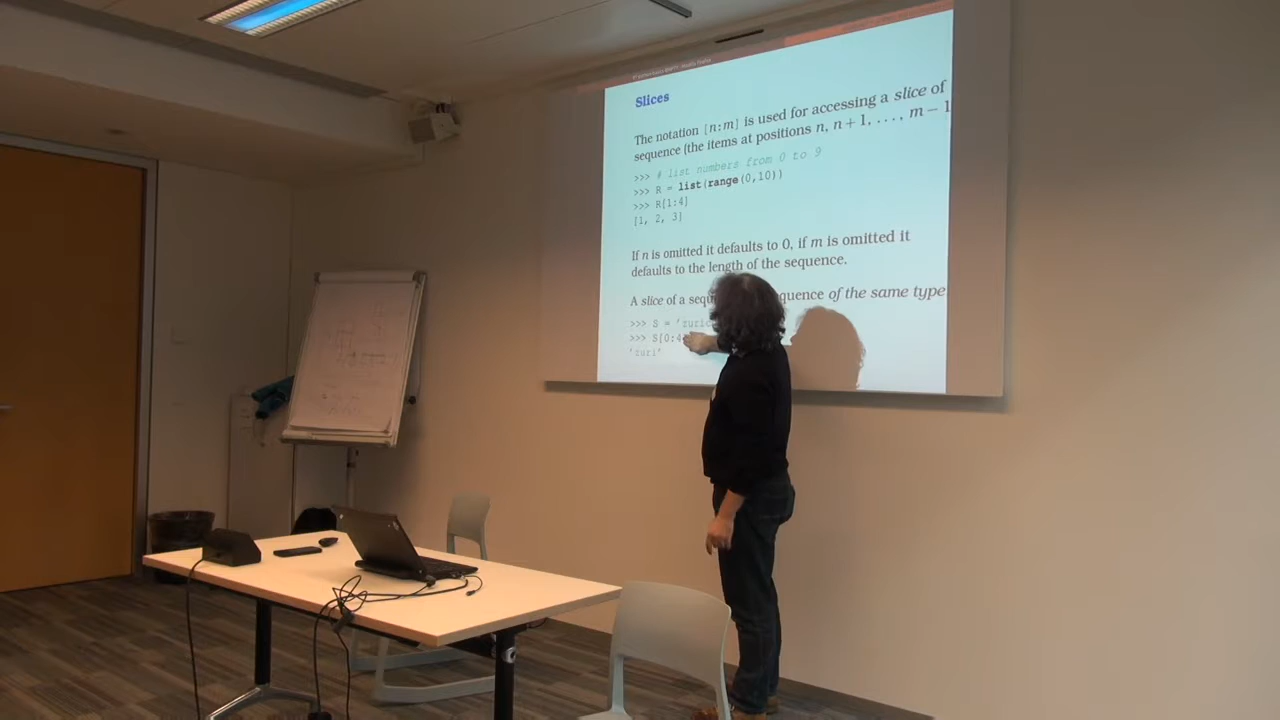 Slices
The notation [n:m] is used for accessing a slice of
sequence (the items at positions n, n+1, ..., m − 1
>>> # list numbers from 0 to 9
>>> R = list(range(0,10))
>>> R[1:4]
[1, 2, 3]
If n is omitted it defaults to 0, if m is omitted it
defaults to the length of the sequence.
A slice of a of the same type
>>> S =
>>> S[0:4
'zuri'